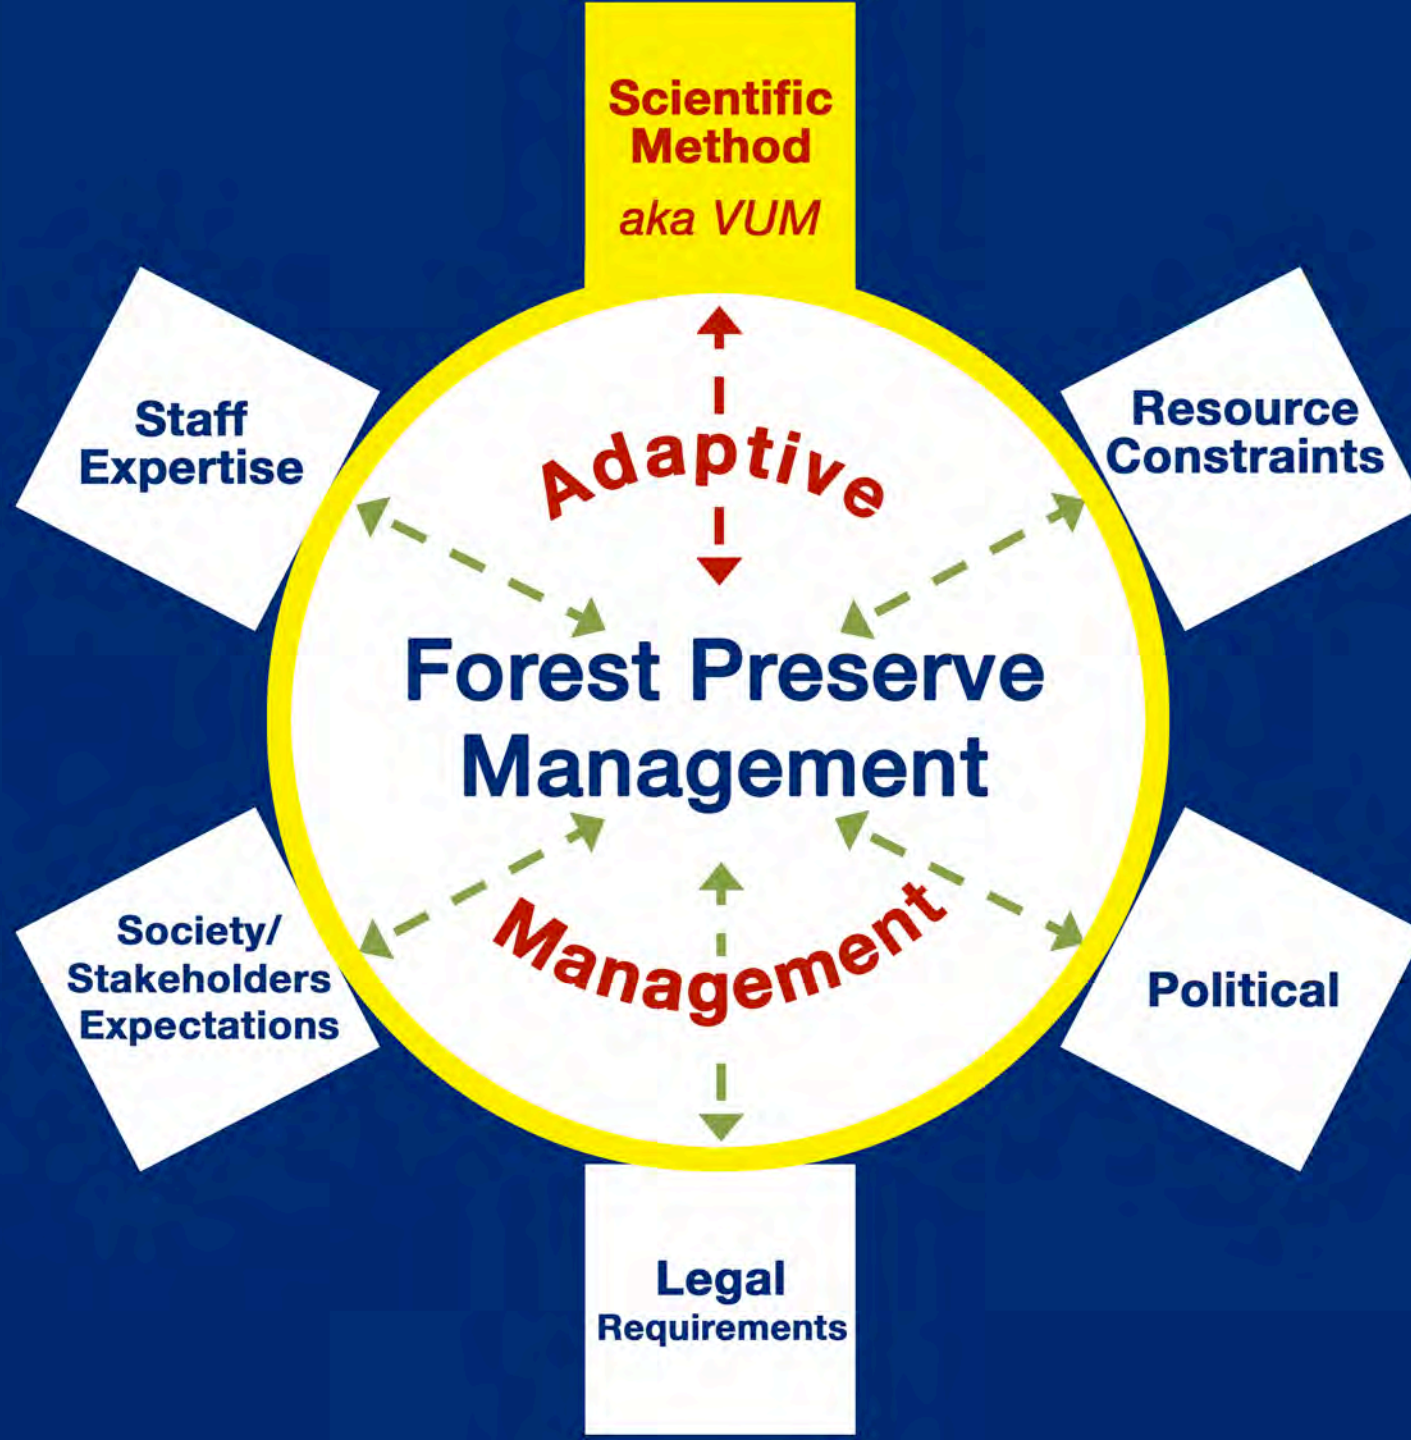 Scientific
Method
aka VUM
Staff
Expertise
Resource
Constraints
Adaptive
Forest Preserve
Management
Management
Society/
Stakeholders
Expectations
Political
Legal
Requirements